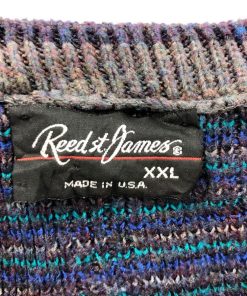 Reed St. James®
XXL
MADE IN U.S.A.